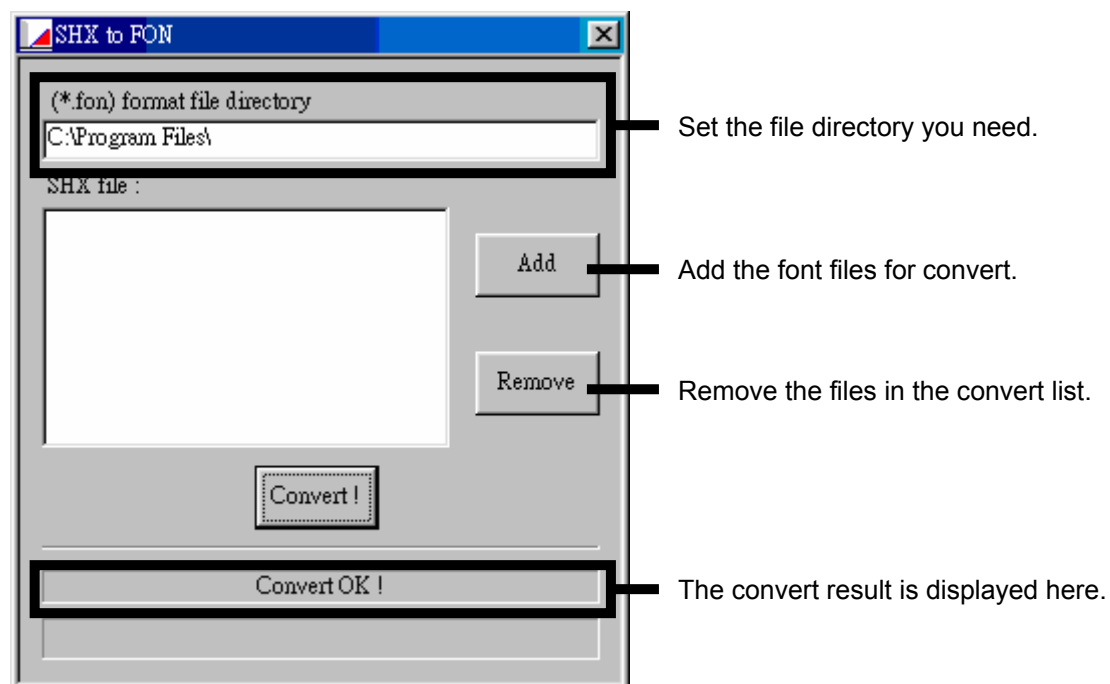 SHX to FON
(*.fon) format file directory
C:\Program Files\
Set the file directory you need.
SHX file :
Add
Add the font files for convert.
Remove
Remove the files in the convert list.
Convert !
Convert OK !
The convert result is displayed here.